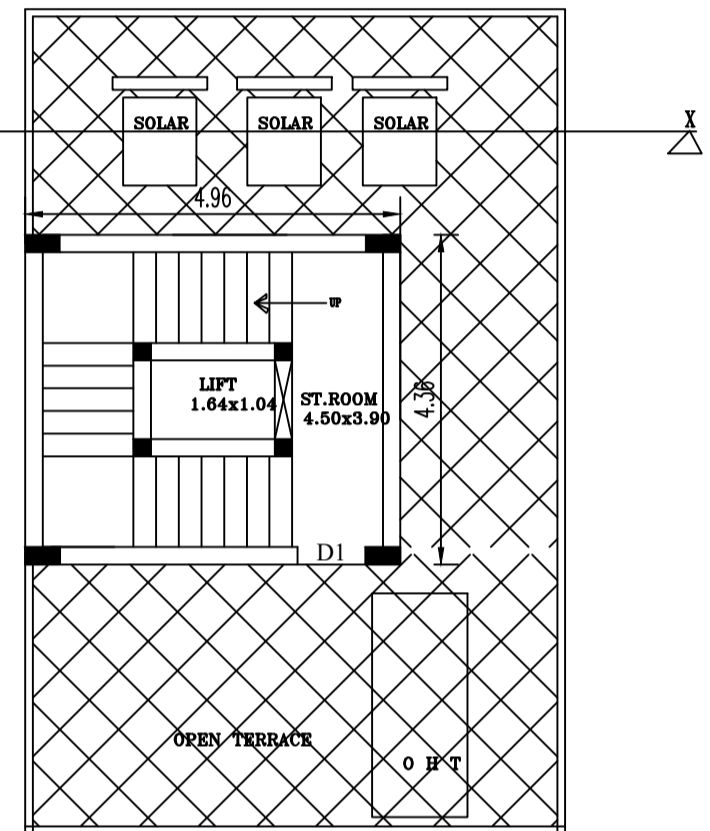 X
SOLAR SOLAR SOLAR
4.96
UP
LIFT
1.64x1.04
ST.ROOM
4.50x3.90
4.36
D1
OPEN TERRACE
O H T